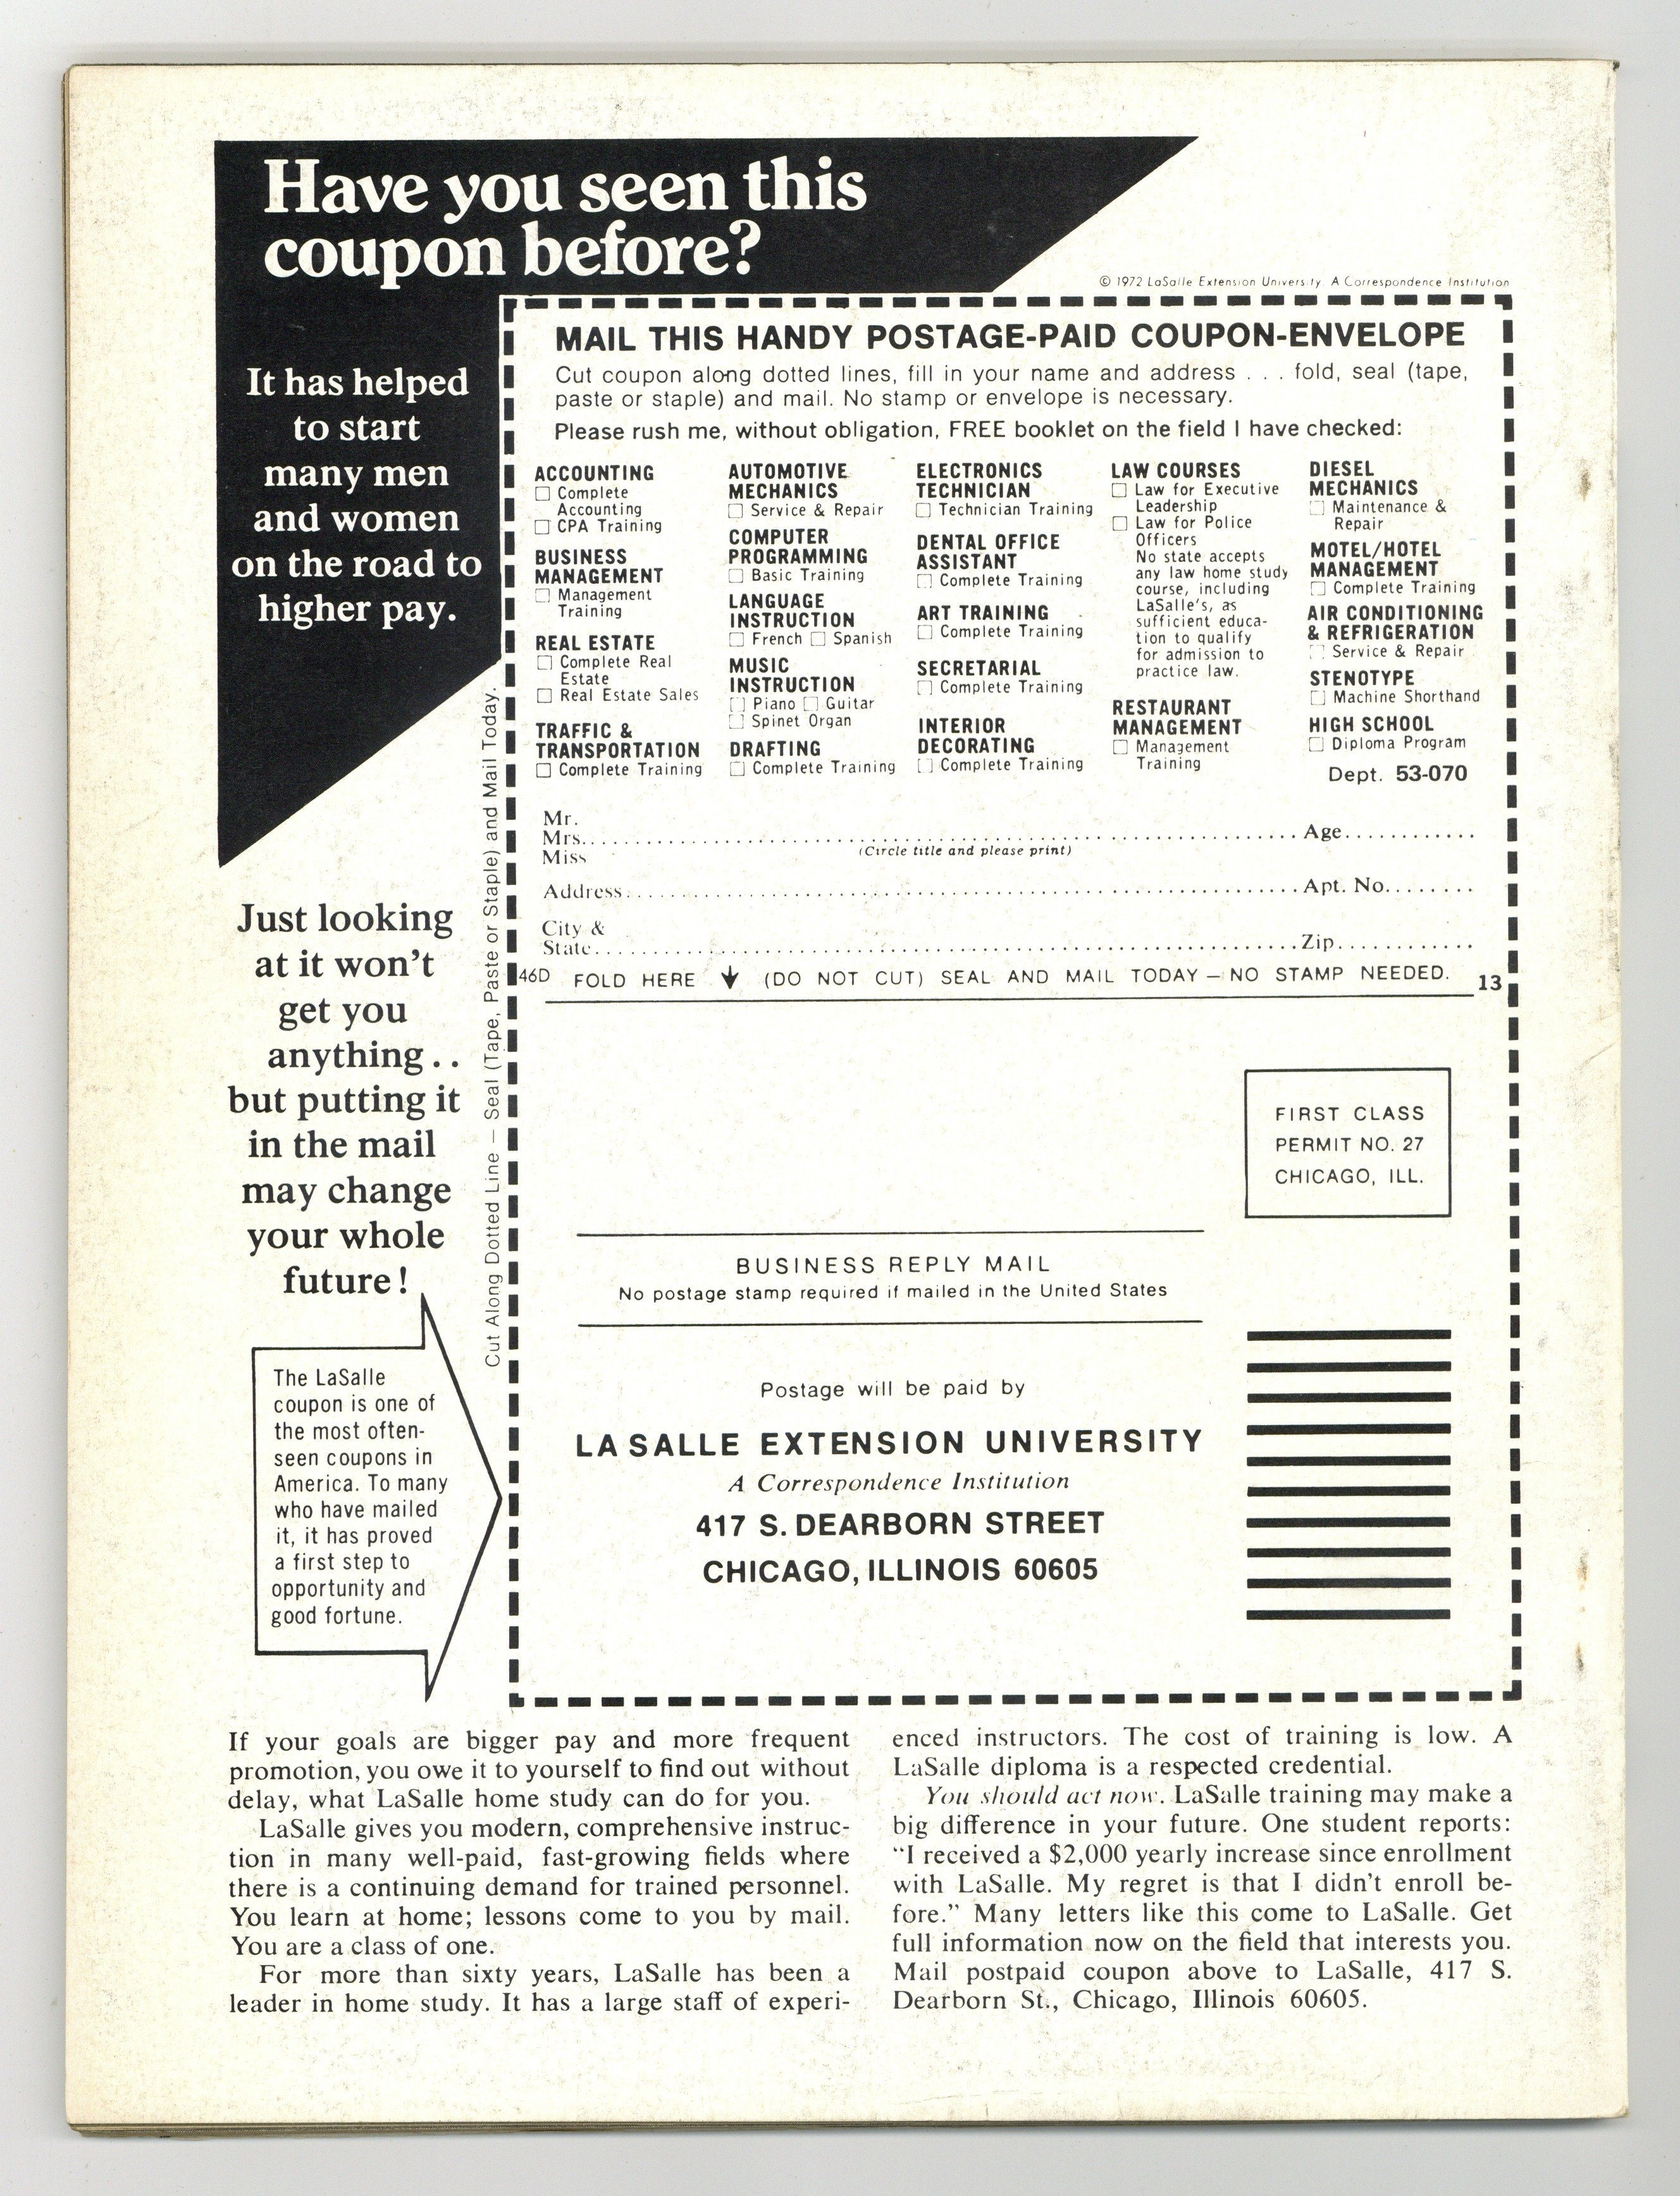 Have you seen this
coupon before?
It has helped
to start
many men
and women
on the road to
higher pay.
Just looking
at it won't
get you
anything . .
but putting it
in the mail
may change
your whole
future!
The LaSalle
coupon is one of
the most often-
seen coupons in
America. To many
who have mailed
it, it has proved
a first step to
opportunity and
good fortune.
Cut Along Dotted Line — Seal (Tape, Paste or Staple) and Mail Today.
© 1972 LaSalle Extension University A Correspondence Institution
MAIL THIS HANDY POSTAGE-PAID COUPON-ENVELOPE
Cut coupon along dotted lines, fill in your name and address . . . fold, seal (tape,
paste or staple) and mail. No stamp or envelope is necessary.
Please rush me, without obligation, FREE booklet on the field I have checked:
ACCOUNTING
☐ Complete
Accounting
☐ CPA Training
BUSINESS
MANAGEMENT
☐ Management
Training
REAL ESTATE
☐ Complete Real
Estate
☐ Real Estate Sales
TRAFFIC &
TRANSPORTATION
☐ Complete Training
AUTOMOTIVE
MECHANICS
☐ Service & Repair
COMPUTER
PROGRAMMING
☐ Basic Training
LANGUAGE
INSTRUCTION
☐ French ☐ Spanish
MUSIC
INSTRUCTION
☐ Piano ☐ Guitar
☐ Spinet Organ
DRAFTING
☐ Complete Training
ELECTRONICS
TECHNICIAN
☐ Technician Training
DENTAL OFFICE
ASSISTANT
☐ Complete Training
ART TRAINING
☐ Complete Training
SECRETARIAL
☐ Complete Training
INTERIOR
DECORATING
☐ Complete Training
LAW COURSES
☐ Law for Executive
Leadership
☐ Law for Police
Officers
No state accepts
any law home study
course, including
LaSalle's, as
sufficient educa-
tion to qualify
for admission to
practice law.
RESTAURANT
MANAGEMENT
☐ Management
Training
DIESEL
MECHANICS
☐ Maintenance &
Repair
MOTEL/HOTEL
MANAGEMENT
☐ Complete Training
AIR CONDITIONING
& REFRIGERATION
☐ Service & Repair
STENOTYPE
☐ Machine Shorthand
HIGH SCHOOL
☐ Diploma Program
Dept. 53-070
Mr.
Mrs. Age
Miss (Circle title and please print)
Address Apt. No.
City &
State Zip
46D FOLD HERE ↓ (DO NOT CUT) SEAL AND MAIL TODAY — NO STAMP NEEDED. 13
FIRST CLASS
PERMIT NO. 27
CHICAGO, ILL.
BUSINESS REPLY MAIL
No postage stamp required if mailed in the United States
Postage will be paid by
LA SALLE EXTENSION UNIVERSITY
A Correspondence Institution
417 S. DEARBORN STREET
CHICAGO, ILLINOIS 60605
If your goals are bigger pay and more frequent
promotion, you owe it to yourself to find out without
delay, what LaSalle home study can do for you.
LaSalle gives you modern, comprehensive instruc-
tion in many well-paid, fast-growing fields where
there is a continuing demand for trained personnel.
You learn at home; lessons come to you by mail.
You are a class of one.
For more than sixty years, LaSalle has been a
leader in home study. It has a large staff of experi-
enced instructors. The cost of training is low. A
LaSalle diploma is a respected credential.
You should act now. LaSalle training may make a
big difference in your future. One student reports:
“I received a $2,000 yearly increase since enrollment
with LaSalle. My regret is that I didn't enroll be-
fore.” Many letters like this come to LaSalle. Get
full information now on the field that interests you.
Mail postpaid coupon above to LaSalle, 417 S.
Dearborn St., Chicago, Illinois 60605.